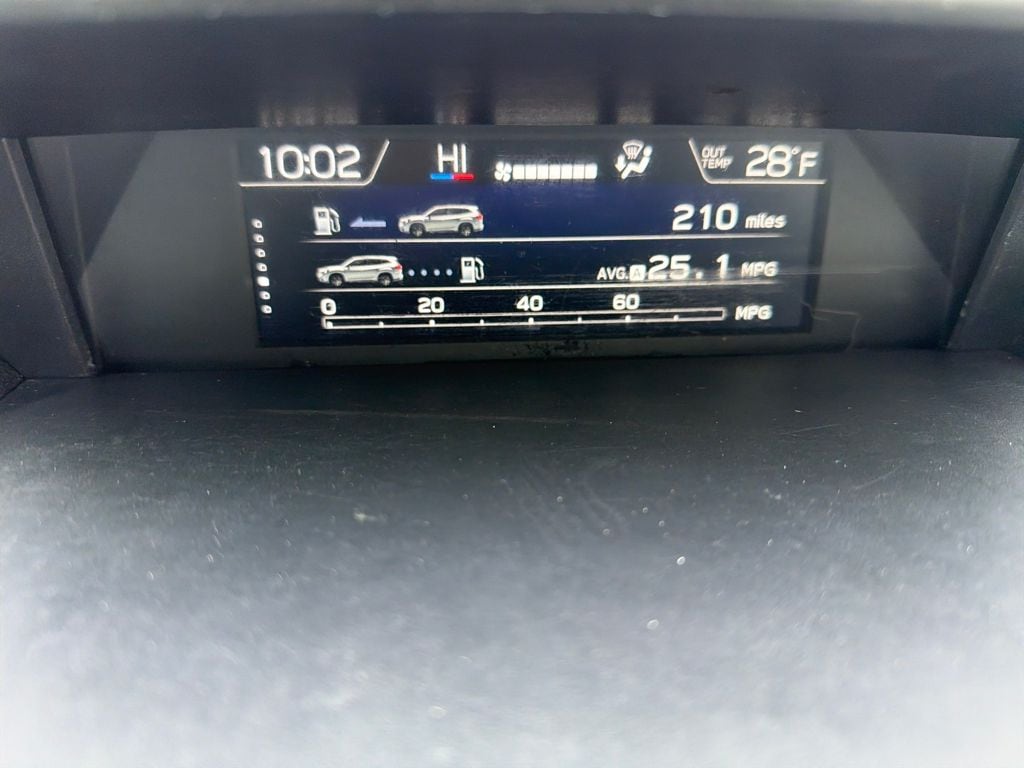 10:02 HI OUT TEMP 28°F
210 miles
AVG. A 25.1 MPG
0 20 40 60 MPG